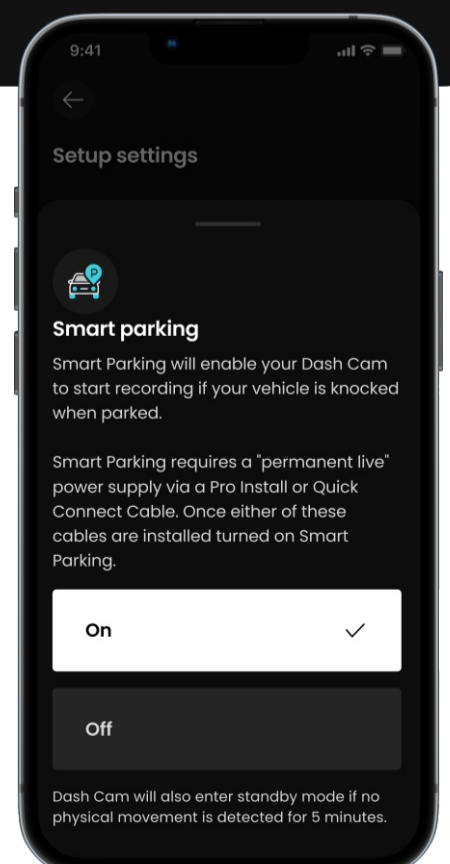 9:41
Setup settings
P
Smart parking
Smart Parking will enable your Dash Cam
to start recording if your vehicle is knocked
when parked.
Smart Parking requires a "permanent live"
power supply via a Pro Install or Quick
Connect Cable. Once either of these
cables are installed turned on Smart
Parking.
On
Off
Dash Cam will also enter standby mode if no
physical movement is detected for 5 minutes.